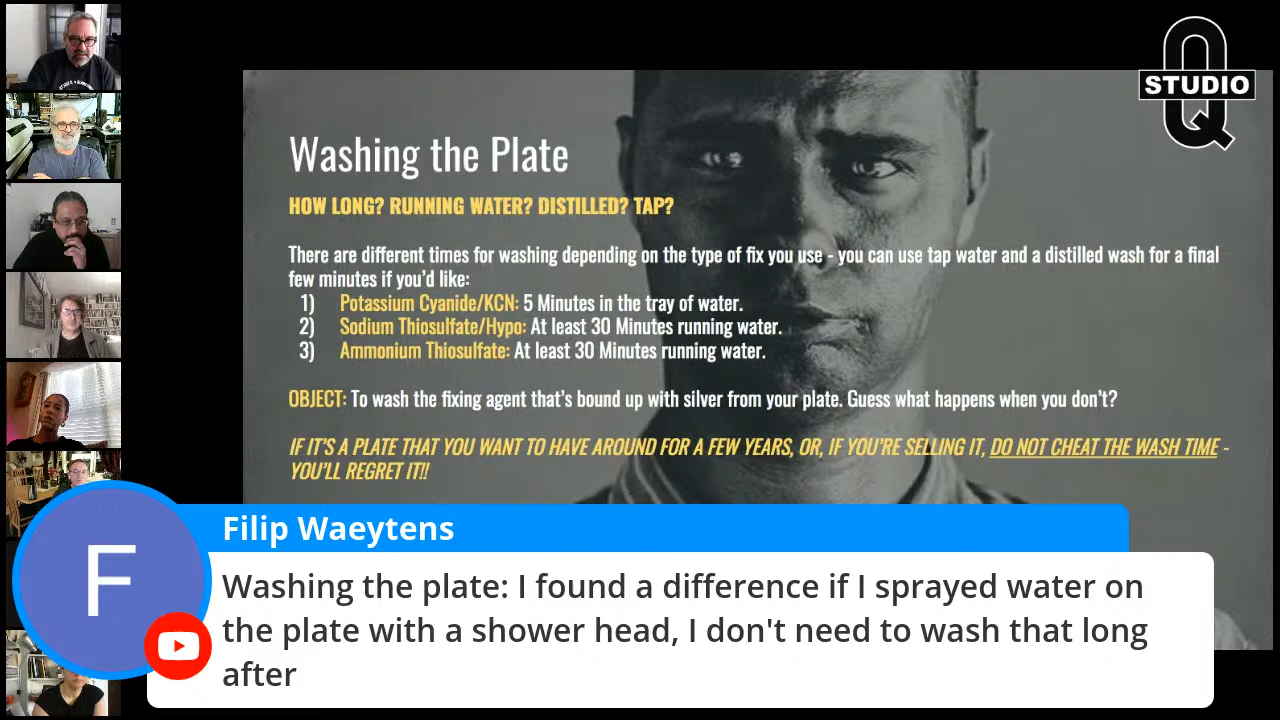 STUDIO
Q
Washing the Plate
HOW LONG? RUNNING WATER? DISTILLED? TAP?
There are different times for washing depending on the type of fix you use - you can use tap water and a distilled wash for a final
few minutes if you'd like:
1) Potassium Cyanide/KCN: 5 Minutes in the tray of water.
2) Sodium Thiosulfate/Hypo: At least 30 Minutes running water.
3) Ammonium Thiosulfate: At least 30 Minutes running water.
OBJECT: To wash the fixing agent that's bound up with silver from your plate. Guess what happens when you don't?
IF IT'S A PLATE THAT YOU WANT TO HAVE AROUND FOR A FEW YEARS, OR, IF YOU'RE SELLING IT, DO NOT CHEAT THE WASH TIME -
YOU'LL REGRET IT!!
F
Filip Waeytens
Washing the plate: I found a difference if I sprayed water on
the plate with a shower head, I don't need to wash that long
after